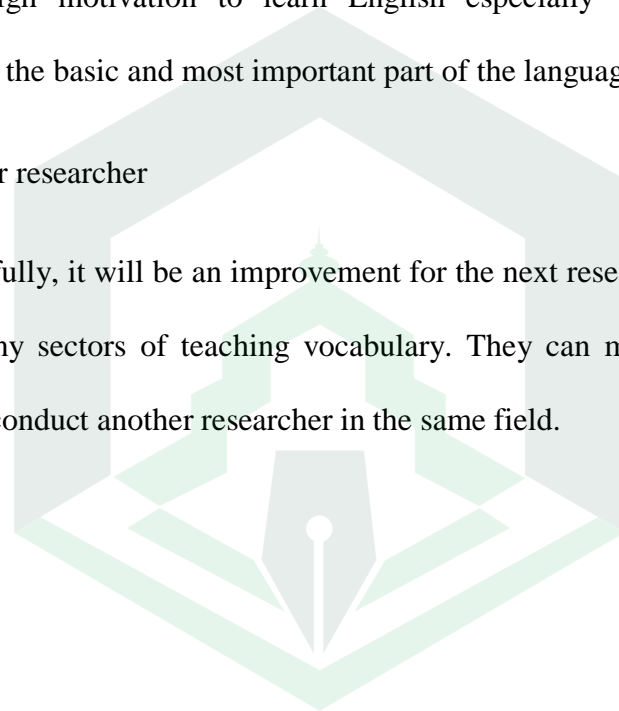 gh motivation to learn English especially
the basic and most important part of the languag
r researcher
fully, it will be an improvement for the next rese
ny sectors of teaching vocabulary. They can m
conduct another researcher in the same field.